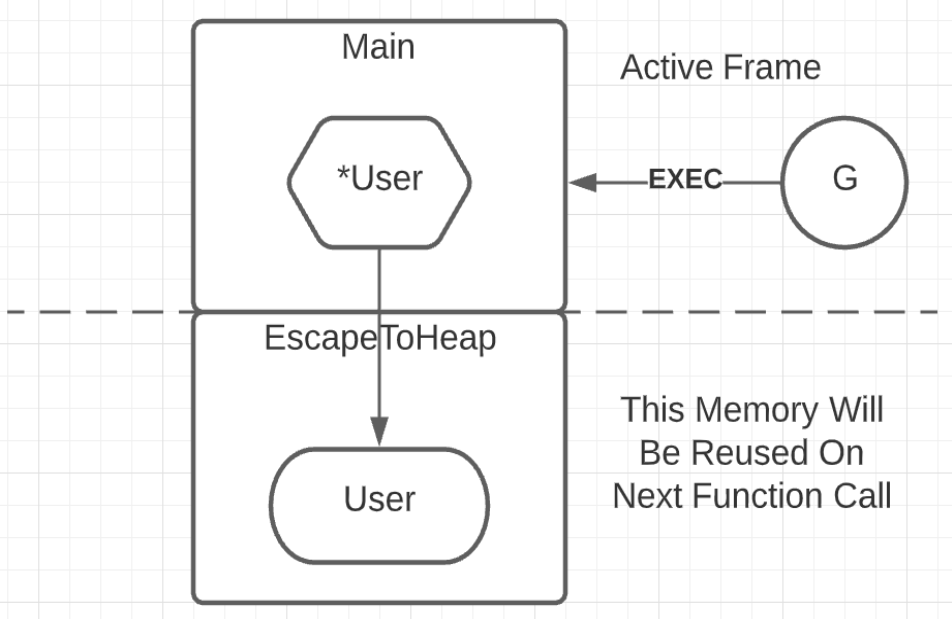 Main
Active Frame
*User
EXEC
G
EscapeToHeap
This Memory Will
Be Reused On
Next Function Call
User